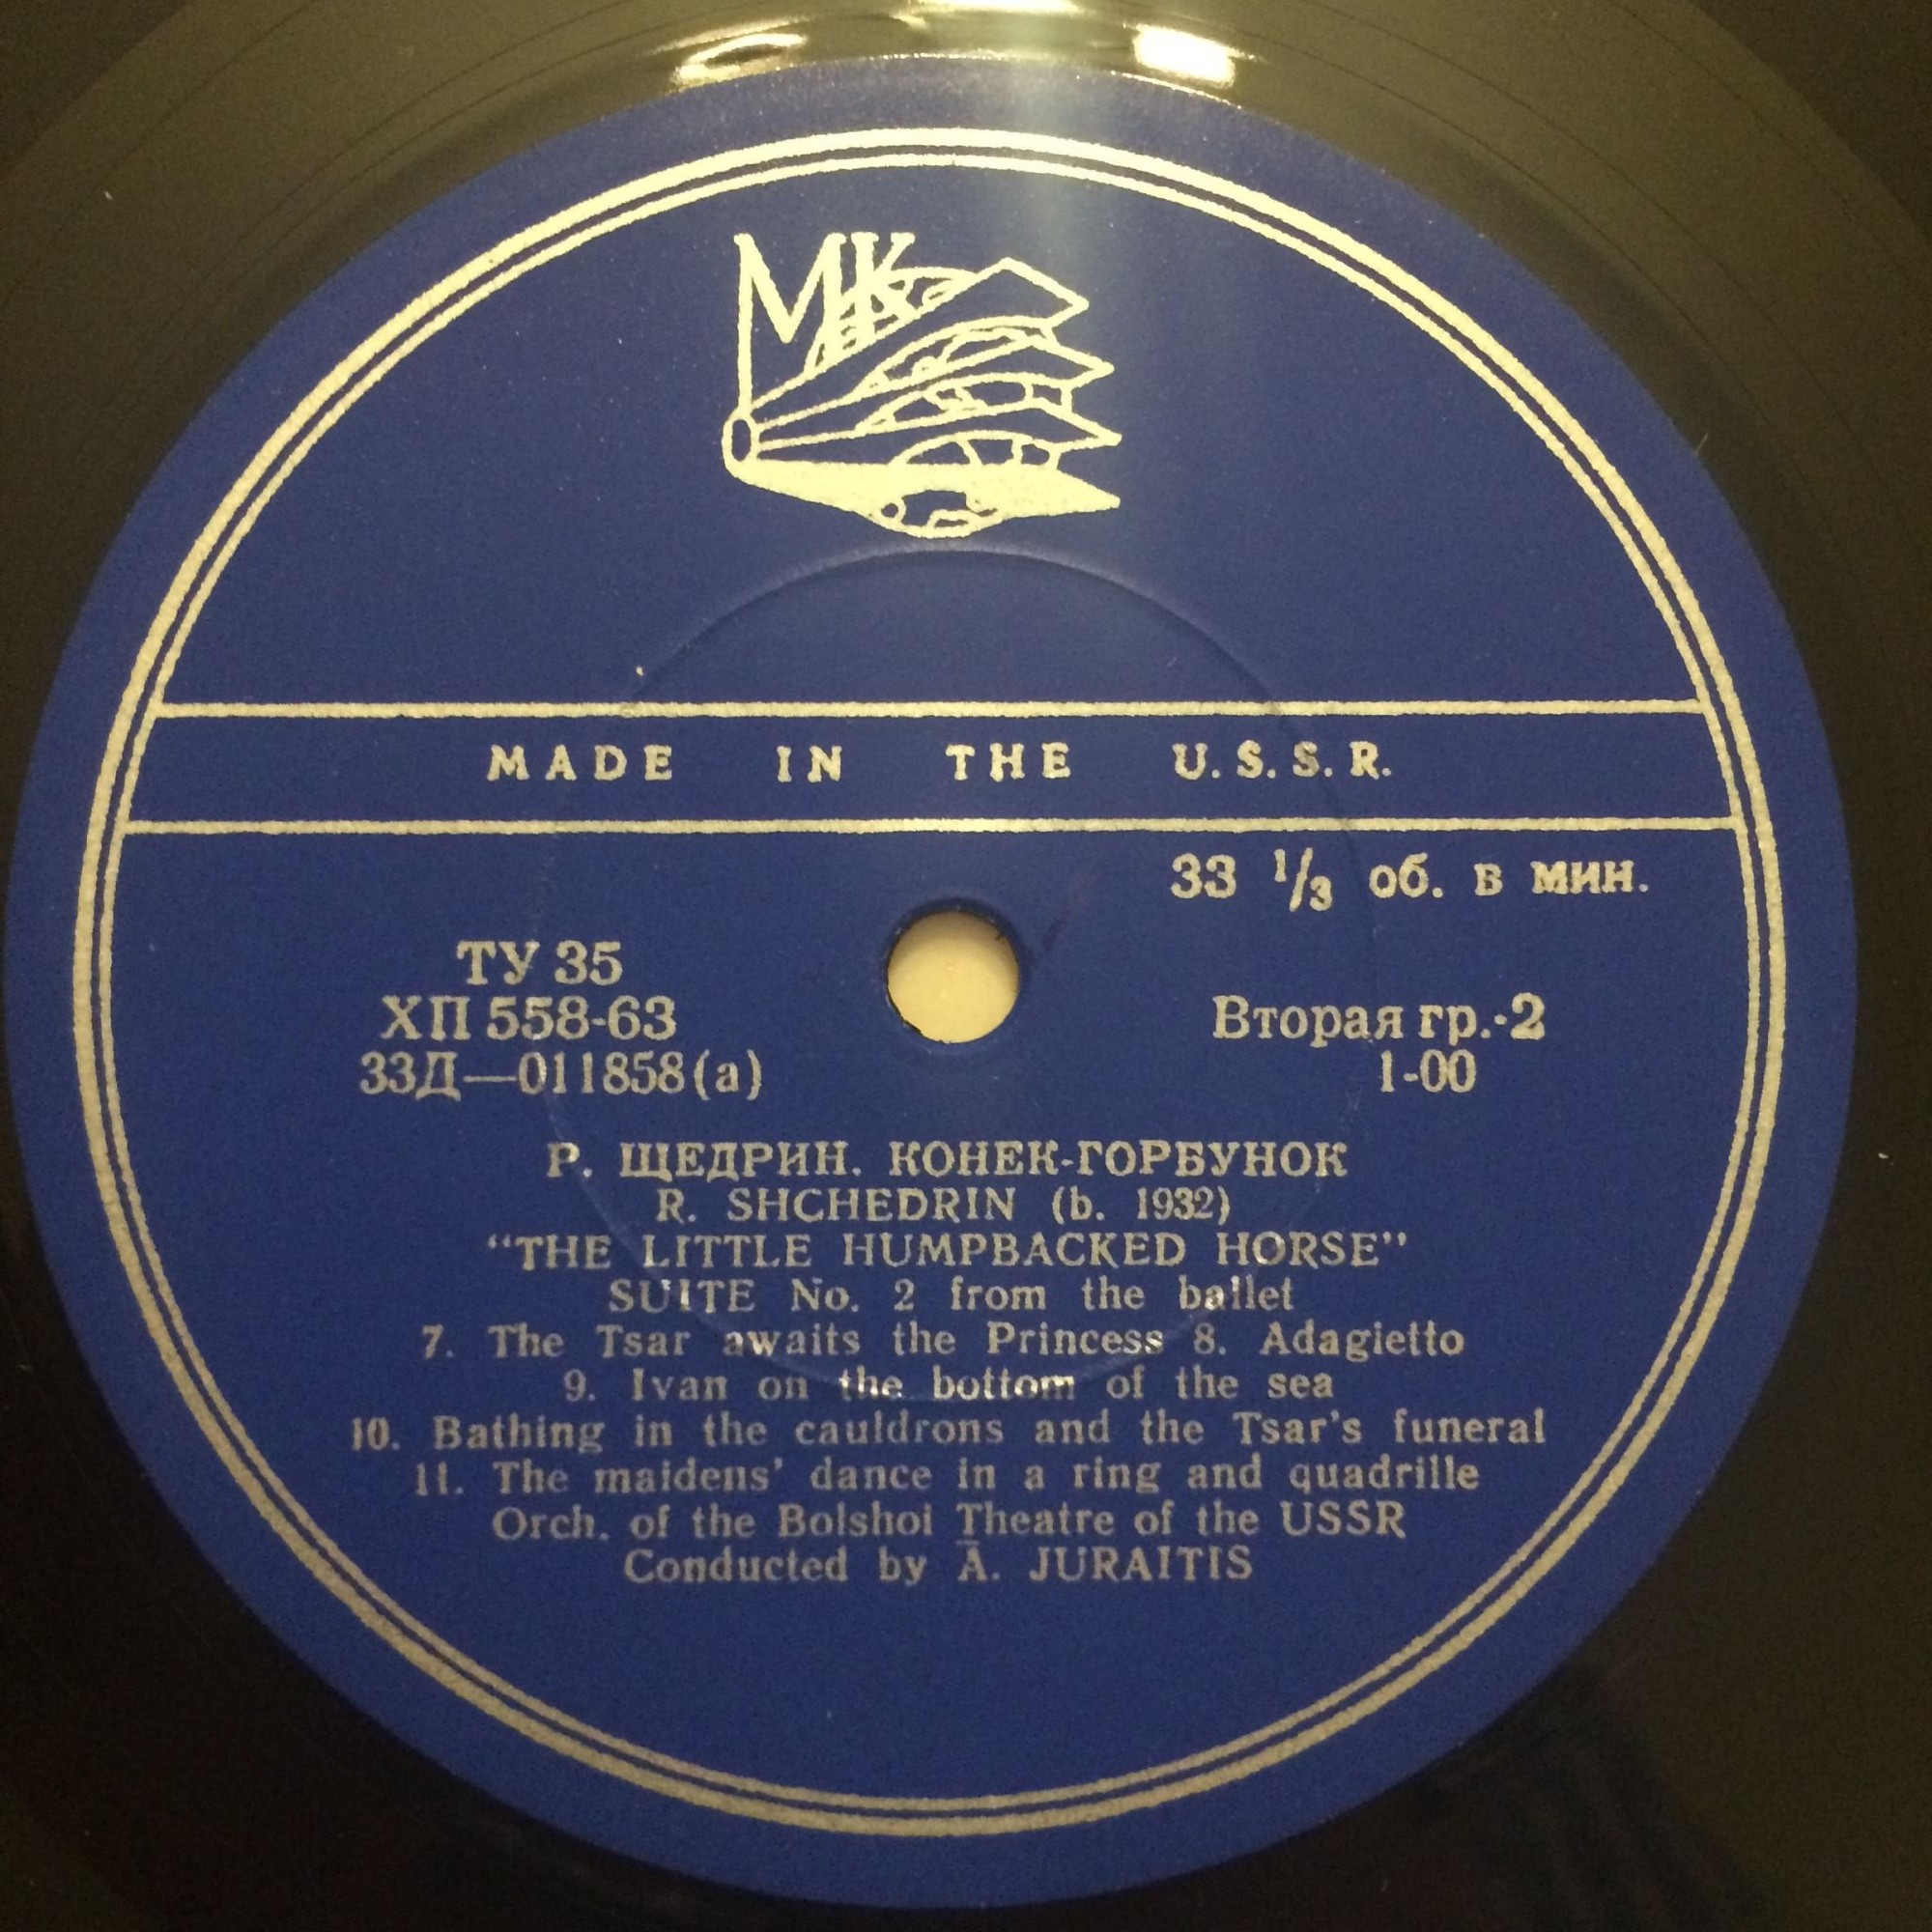 МК
MADE IN THE U.S.S.R.
33 1/3 об. в мин.
ТУ 35
ХП 558-63
33Д—011858(а)
Вторая гр.-2
1-00
Р. ЩЕДРИН. КОНЕК-ГОРБУНОК
R. SHCHEDRIN (b. 1932)
“THE LITTLE HUMPBACKED HORSE”
SUITE No. 2 from the ballet
7. The Tsar awaits the Princess 8. Adagietto
9. Ivan on the bottom of the sea
10. Bathing in the cauldrons and the Tsar’s funeral
11. The maidens’ dance in a ring and quadrille
Orch. of the Bolshoi Theatre of the USSR
Conducted by A. JURAITIS